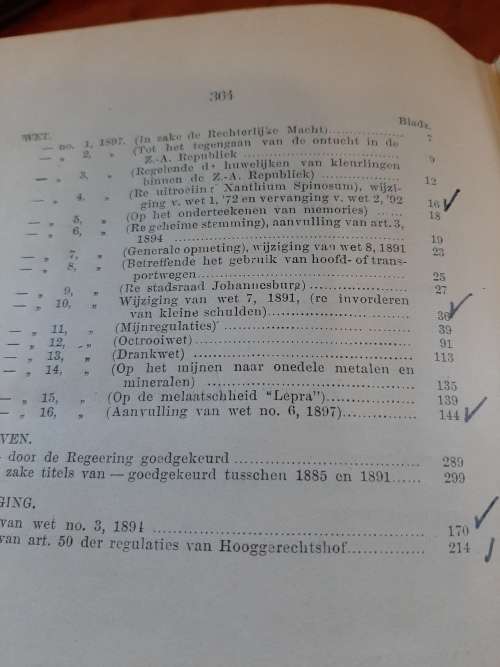 364
Bladz.
WET.
— no. 1, 1897. (In zake de Rechterlijke Macht) 7
— „ 2, „ (Tot het tegengaan van de ontucht in de
Z.-A. Republiek 9
— „ 3, „ (Regelende de huwelijken van kleurlingen
binnen de Z.-A. Republiek) 12
— „ 4, „ (Re uitroeiing Xanthium Spinosum), wijzi-
ging v. wet 1, '72 en vervanging v. wet 2, '92 16
— „ 5, „ (Op het onderteekenen van memories) 18
— „ 6, „ (Re geheime stemming), aanvulling van art. 3,
1894 19
— „ 7, „ (Generale opmeting), wijziging van wet 8, 1891 23
— „ 8, „ (Betreffende het gebruik van hoofd- of trans-
portwegen 25
— „ 9, „ (Re stadsraad Johannesburg) 27
— „ 10, „ Wijziging van wet 7, 1891, (re invorderen
van kleine schulden) 36
— „ 11, „ (Mijnregulaties) 39
— „ 12, „ (Octrooiwet) 91
— „ 13, „ (Drankwet) 113
— „ 14, „ (Op het mijnen naar onedele metalen en
mineralen) 135
— „ 15, „ (Op de melaatschheid "Lepra") 139
— „ 16, „ (Aanvulling van wet no. 6, 1897) 144
VEN.
door de Regeering goedgekeurd 289
zake titels van — goedgekeurd tusschen 1885 en 1891 299
GING.
van wet no. 3, 1894 170
van art. 50 der regulaties van Hooggerechtshof 214